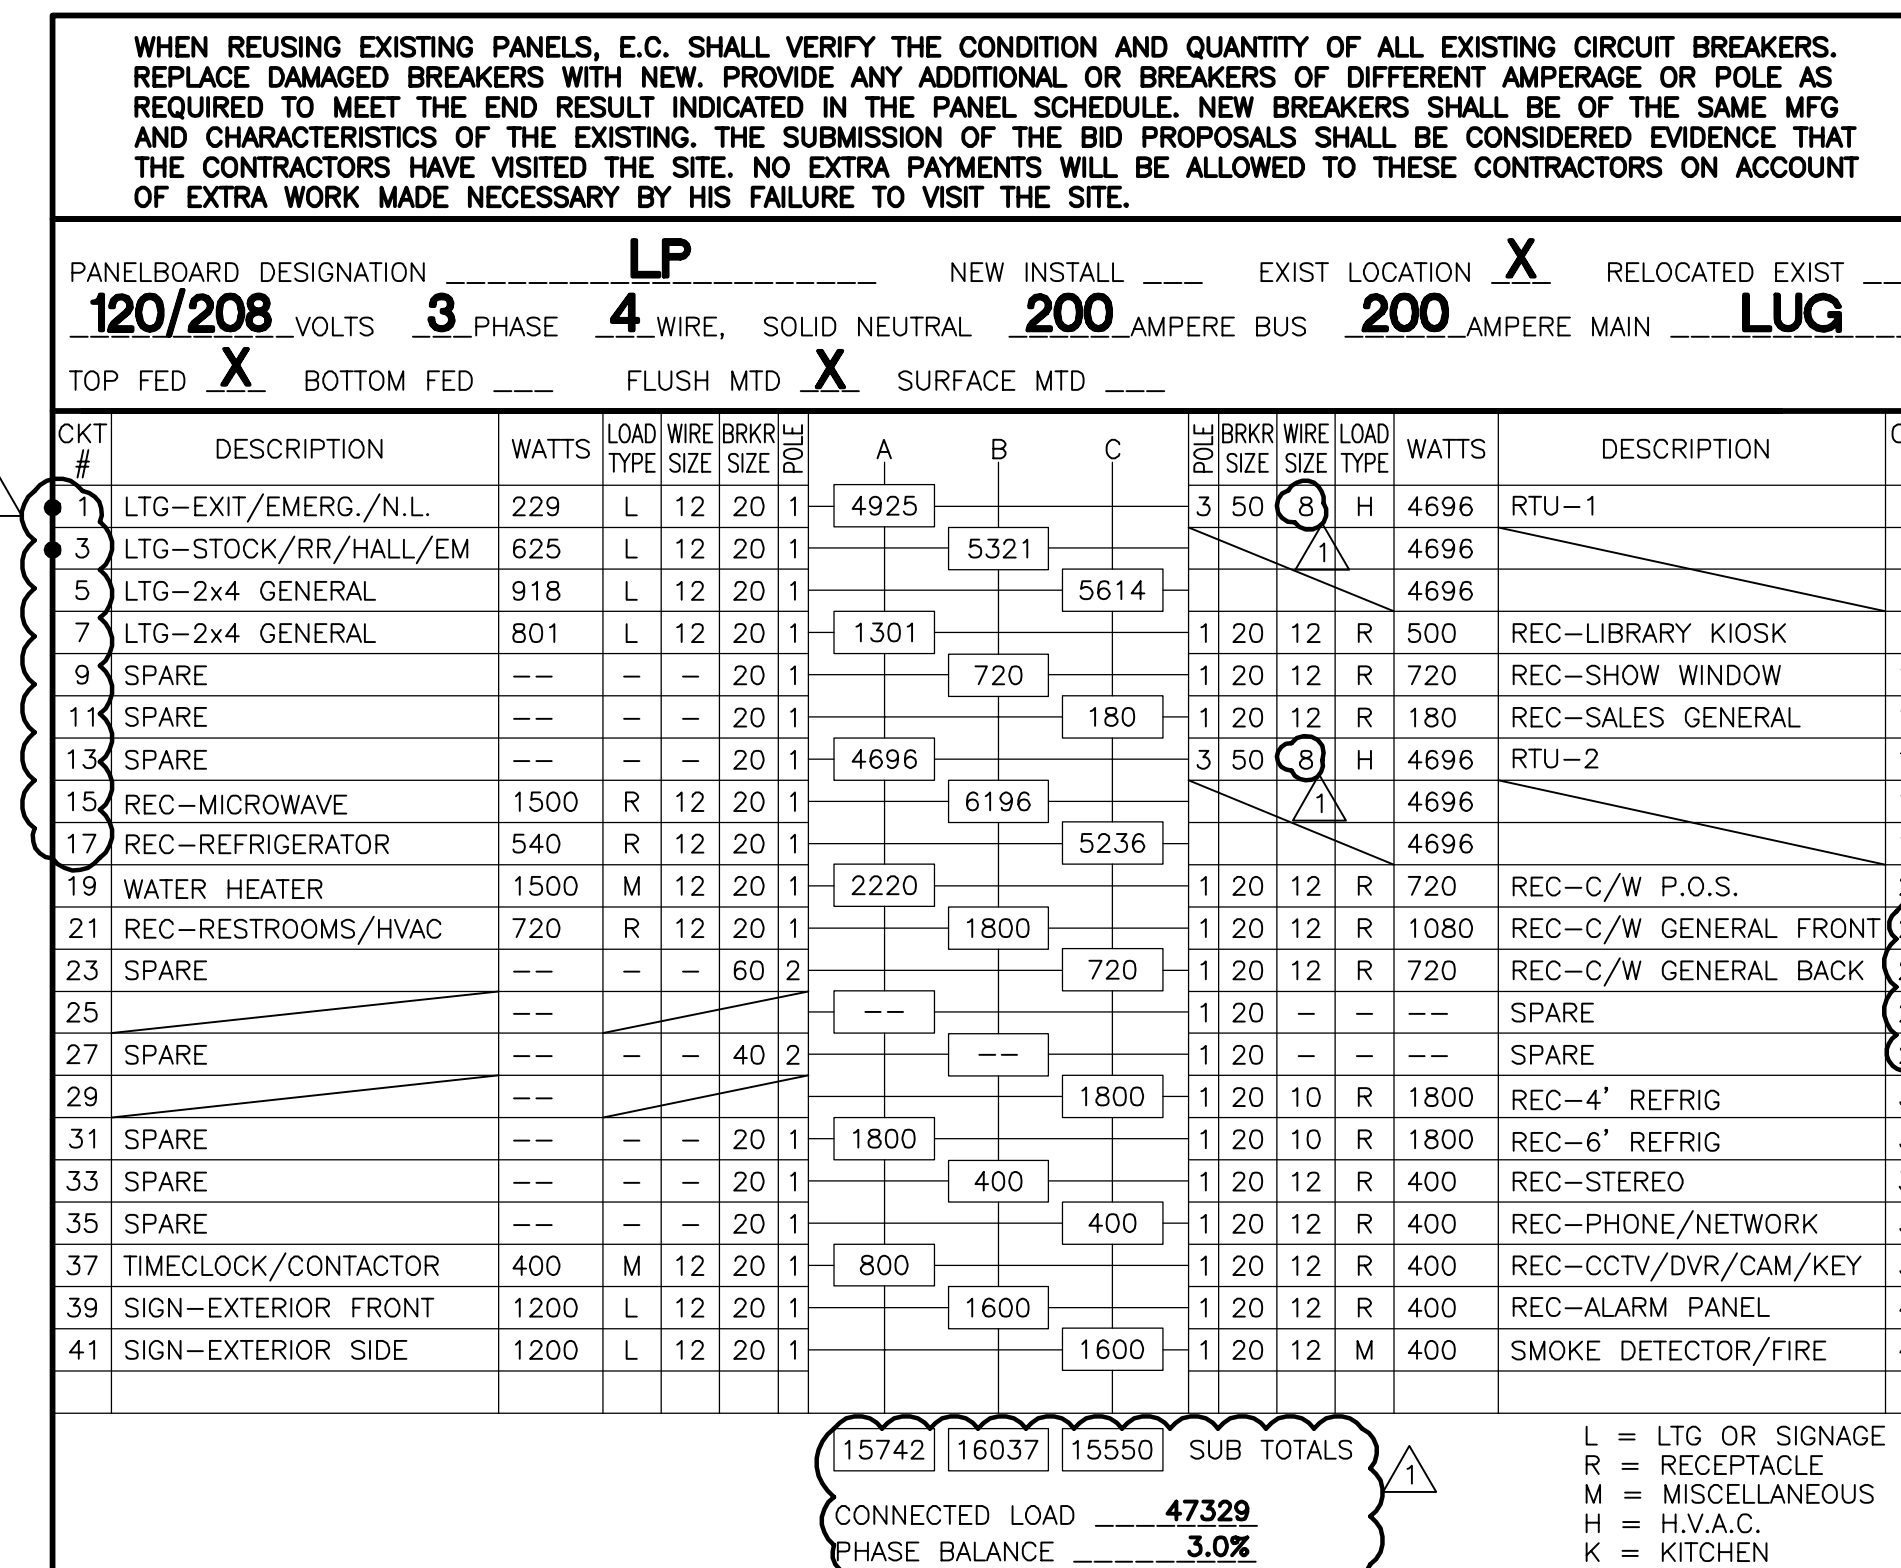 WHEN REUSING EXISTING PANELS, E.C. SHALL VERIFY THE CONDITION AND QUANTITY OF ALL EXISTING CIRCUIT BREAKERS.
REPLACE DAMAGED BREAKERS WITH NEW. PROVIDE ANY ADDITIONAL OR BREAKERS OF DIFFERENT AMPERAGE OR POLE AS
REQUIRED TO MEET THE END RESULT INDICATED IN THE PANEL SCHEDULE. NEW BREAKERS SHALL BE OF THE SAME MFG
AND CHARACTERISTICS OF THE EXISTING. THE SUBMISSION OF THE BID PROPOSALS SHALL BE CONSIDERED EVIDENCE THAT
THE CONTRACTORS HAVE VISITED THE SITE. NO EXTRA PAYMENTS WILL BE ALLOWED TO THESE CONTRACTORS ON ACCOUNT
OF EXTRA WORK MADE NECESSARY BY HIS FAILURE TO VISIT THE SITE.
PANELBOARD DESIGNATION LP NEW INSTALL ___ EXIST LOCATION X RELOCATED EXIST
120/208 VOLTS 3 PHASE 4 WIRE, SOLID NEUTRAL 200 AMPERE BUS 200 AMPERE MAIN LUG
TOP FED X BOTTOM FED ___ FLUSH MTD X SURFACE MTD ___
CKT # DESCRIPTION WATTS LOAD TYPE WIRE SIZE BRKR SIZE POLE A B C POLE BRKR SIZE WIRE SIZE LOAD TYPE WATTS DESCRIPTION
1 LTG-EXIT/EMERG./N.L. 229 L 12 20 1 4925 3 50 8 H 4696 RTU-1
3 LTG-STOCK/RR/HALL/EM 625 L 12 20 1 5321 1 4696
5 LTG-2x4 GENERAL 918 L 12 20 1 5614 4696
7 LTG-2x4 GENERAL 801 L 12 20 1 1301 1 20 12 R 500 REC-LIBRARY KIOSK
9 SPARE -- - - 20 1 720 1 20 12 R 720 REC-SHOW WINDOW
11 SPARE -- - - 20 1 180 1 20 12 R 180 REC-SALES GENERAL
13 SPARE -- - - 20 1 4696 3 50 8 H 4696 RTU-2
15 REC-MICROWAVE 1500 R 12 20 1 6196 1 4696
17 REC-REFRIGERATOR 540 R 12 20 1 5236 4696
19 WATER HEATER 1500 M 12 20 1 2220 1 20 12 R 720 REC-C/W P.O.S.
21 REC-RESTROOMS/HVAC 720 R 12 20 1 1800 1 20 12 R 1080 REC-C/W GENERAL FRONT
23 SPARE -- - - 60 2 720 1 20 12 R 720 REC-C/W GENERAL BACK
25 -- -- 1 20 - - -- SPARE
27 SPARE -- - - 40 2 -- 1 20 - - -- SPARE
29 -- 1800 1 20 10 R 1800 REC-4' REFRIG
31 SPARE -- - - 20 1 1800 1 20 10 R 1800 REC-6' REFRIG
33 SPARE -- - - 20 1 400 1 20 12 R 400 REC-STEREO
35 SPARE -- - - 20 1 400 1 20 12 R 400 REC-PHONE/NETWORK
37 TIMECLOCK/CONTACTOR 400 M 12 20 1 800 1 20 12 R 400 REC-CCTV/DVR/CAM/KEY
39 SIGN-EXTERIOR FRONT 1200 L 12 20 1 1600 1 20 12 R 400 REC-ALARM PANEL
41 SIGN-EXTERIOR SIDE 1200 L 12 20 1 1600 1 20 12 M 400 SMOKE DETECTOR/FIRE
15742 16037 15550 SUB TOTALS 1
CONNECTED LOAD 47329
PHASE BALANCE 3.0%
L = LTG OR SIGNAGE
R = RECEPTACLE
M = MISCELLANEOUS
H = H.V.A.C.
K = KITCHEN